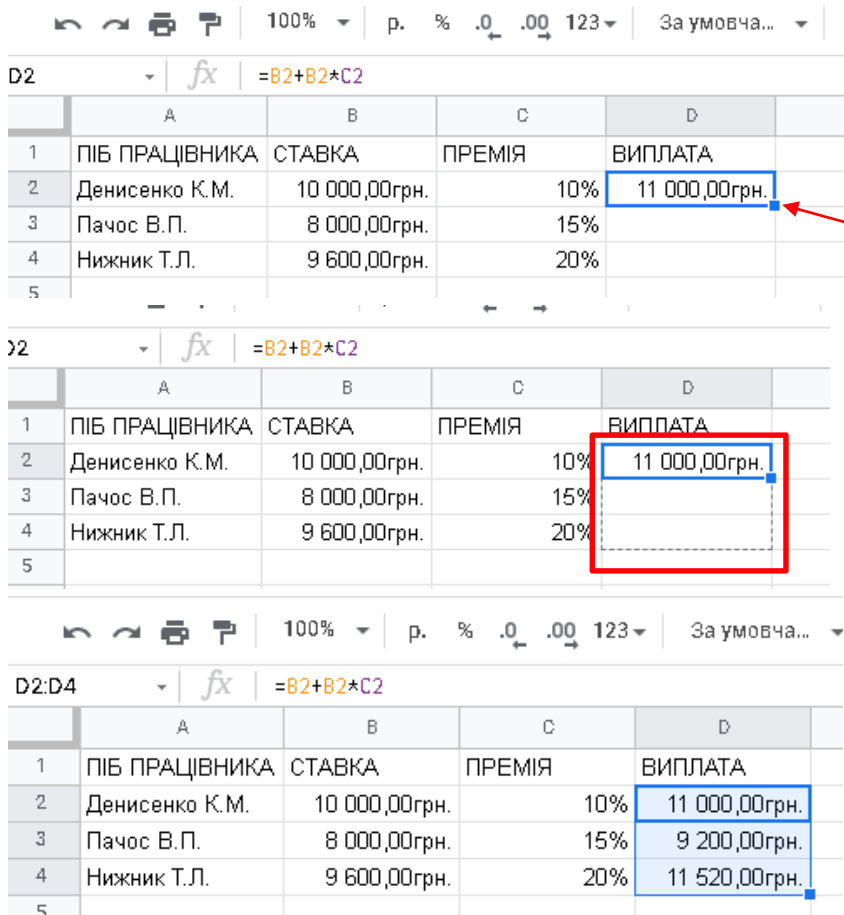 100% р. % .0 .00 123 За умовча...
D2 fx =B2+B2*C2
A B C D
1 ПІБ ПРАЦІВНИКА СТАВКА ПРЕМІЯ ВИПЛАТА
2 Денисенко К.М. 10 000,00грн. 10% 11 000,00грн.
3 Пачос В.П. 8 000,00грн. 15%
4 Нижник Т.Л. 9 600,00грн. 20%
5
D2 fx =B2+B2*C2
A B C D
1 ПІБ ПРАЦІВНИКА СТАВКА ПРЕМІЯ ВИПЛАТА
2 Денисенко К.М. 10 000,00грн. 10% 11 000,00грн.
3 Пачос В.П. 8 000,00грн. 15%
4 Нижник Т.Л. 9 600,00грн. 20%
5
100% р. % .0 .00 123 За умовча...
D2:D4 fx =B2+B2*C2
A B C D
1 ПІБ ПРАЦІВНИКА СТАВКА ПРЕМІЯ ВИПЛАТА
2 Денисенко К.М. 10 000,00грн. 10% 11 000,00грн.
3 Пачос В.П. 8 000,00грн. 15% 9 200,00грн.
4 Нижник Т.Л. 9 600,00грн. 20% 11 520,00грн.
5